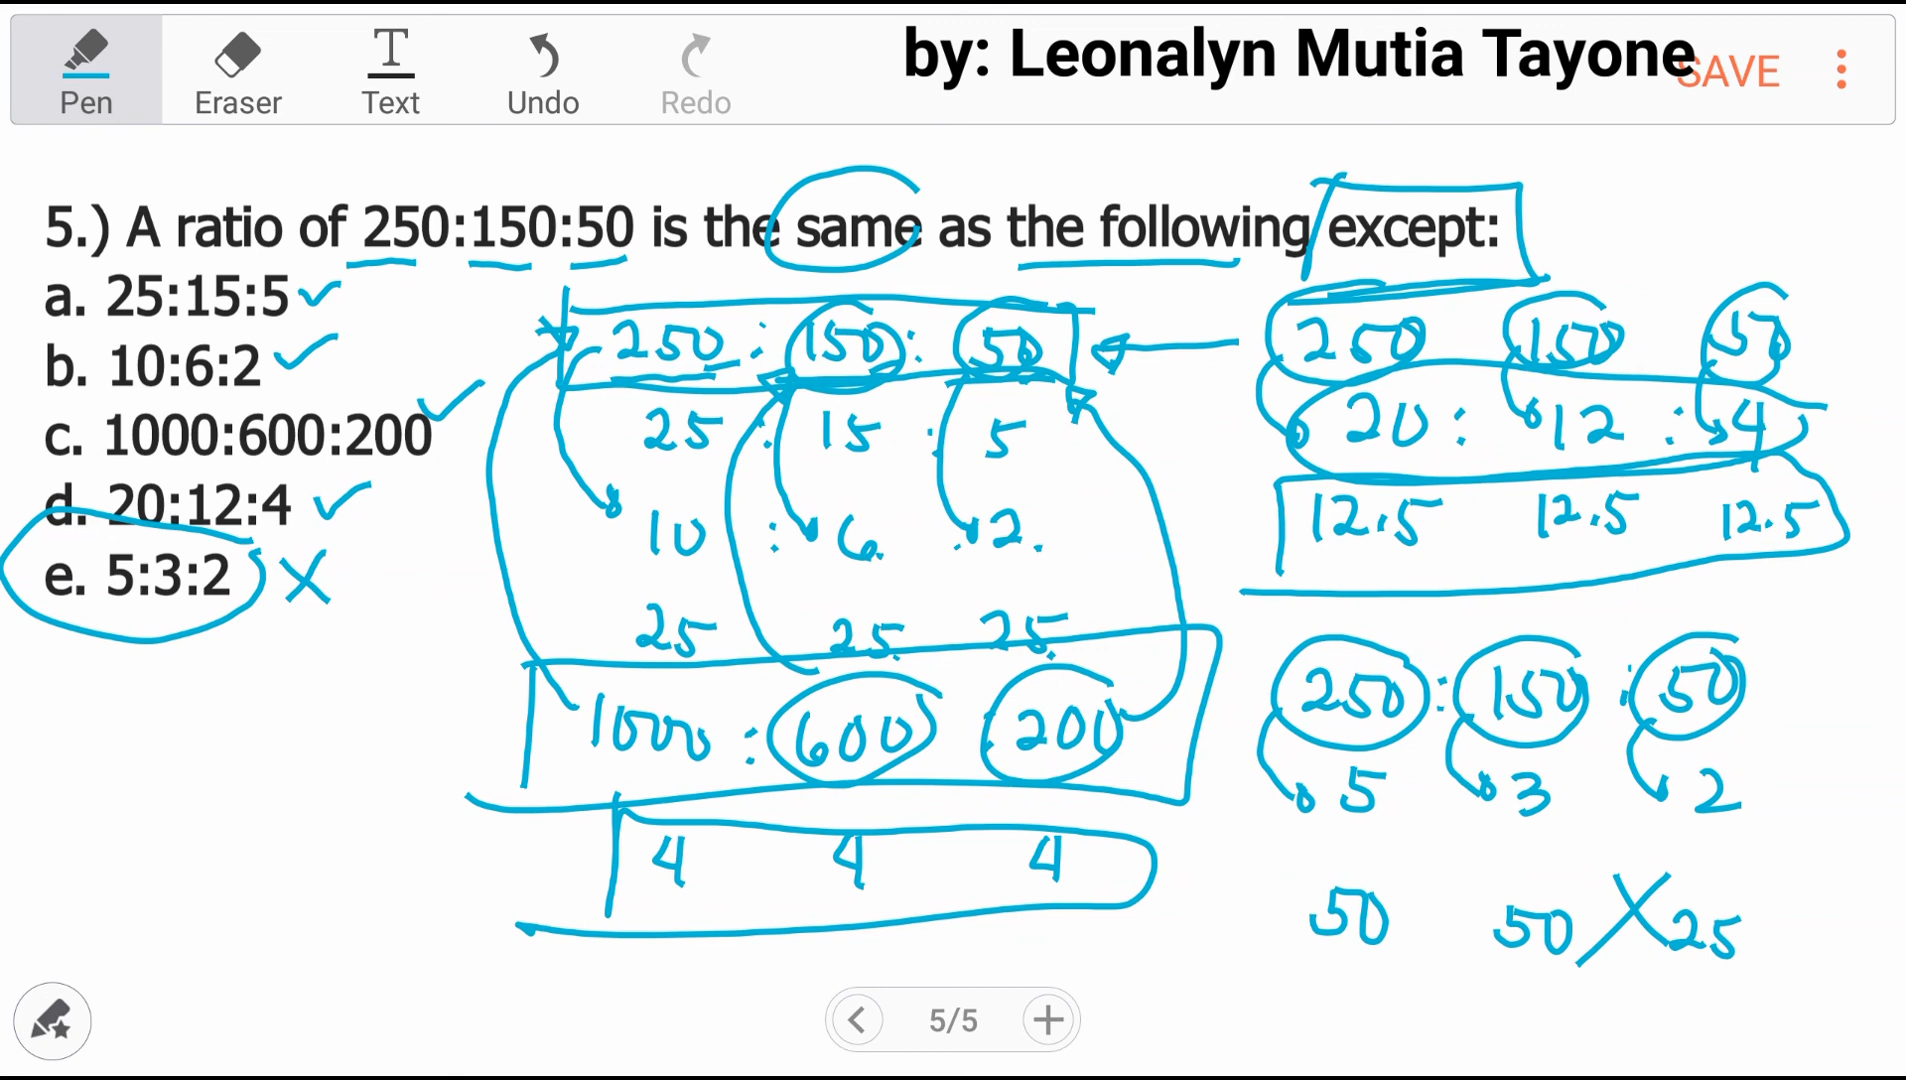 by: Leonalyn Mutia Tayone
Pen Eraser Text Undo Redo SAVE
5.) A ratio of 250:150:50 is the same as the following except:
a. 25:15:5
b. 10:6:2
c. 1000:600:200
d. 20:12:4
e. 5:3:2
250 : 150 : 50
25 : 15 : 5
10 : 6 : 2
25 25 25
1000 : 600 : 200
4 4 4
250 150 50
20 : 12 : 4
12.5 12.5 12.5
250 : 150 : 50
5 3 2
50 50 25
5/5